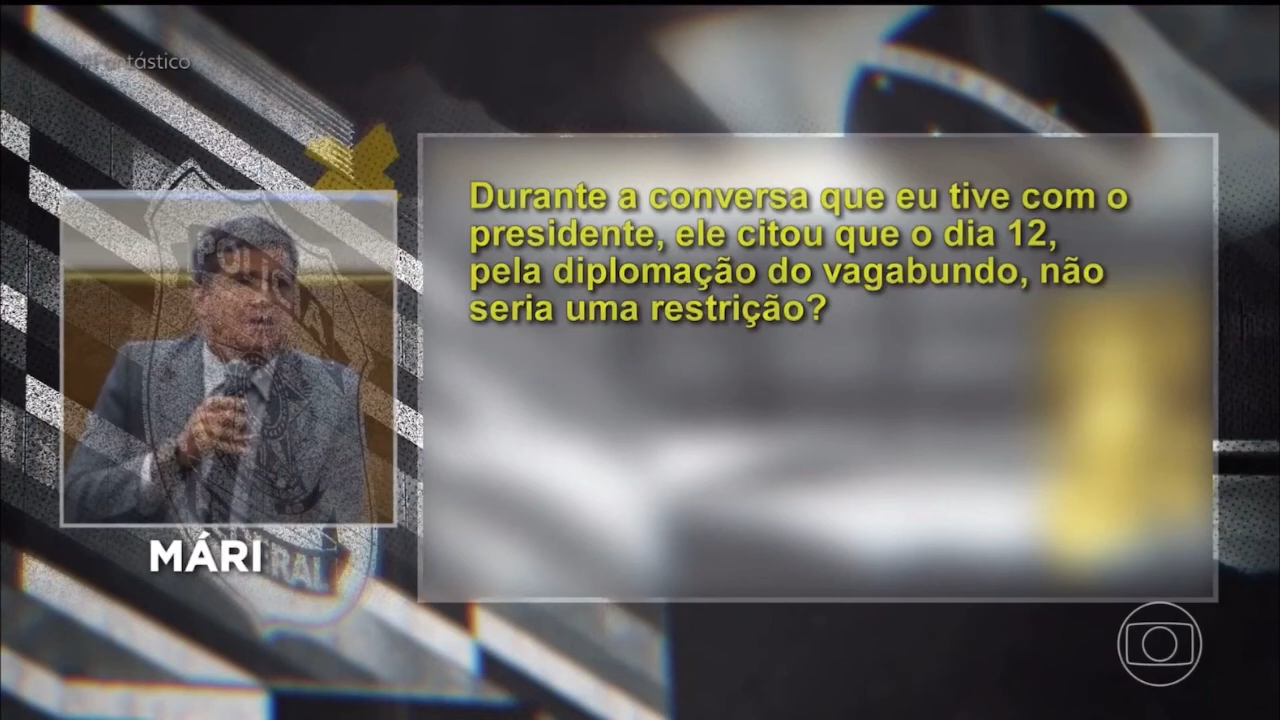 #Fantástico
Durante a conversa que eu tive com o
presidente, ele citou que o dia 12,
pela diplomação do vagabundo, não
seria uma restrição?
MÁRI